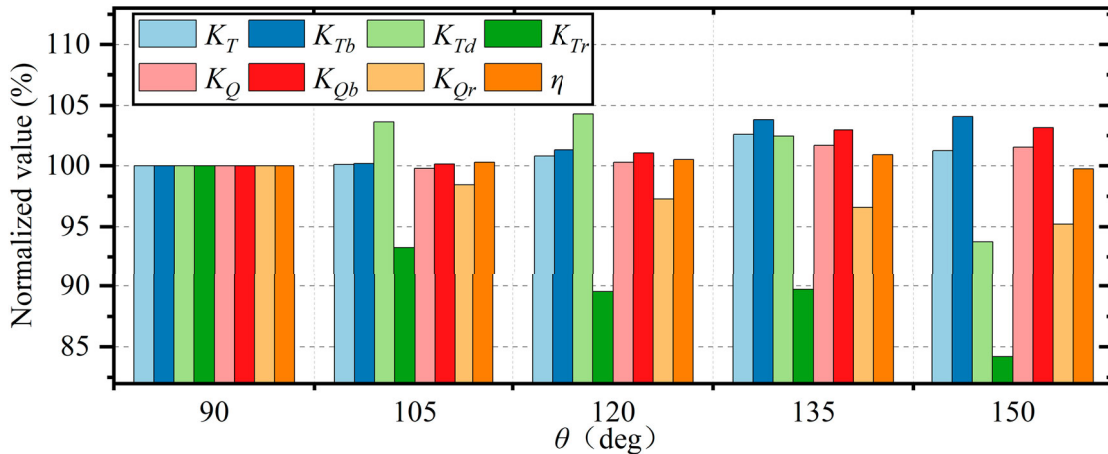 Normalized value (%)
110
105
100
95
90
85
K_T K_Tb K_Td K_Tr
K_Q K_Qb K_Qr η
90 105 120 135 150
θ（deg）